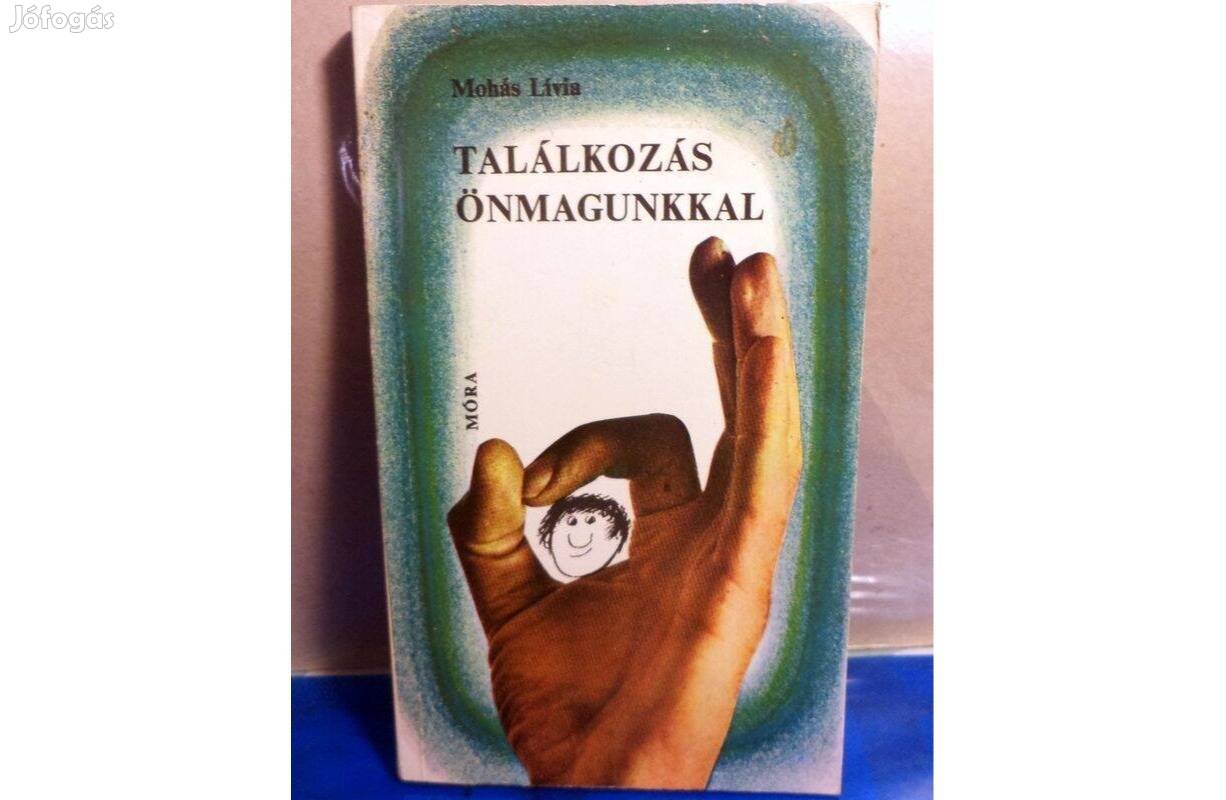 Jófogás
Mohás Lívia
TALÁLKOZÁS
ÖNMAGUNKKAL
MÓRA